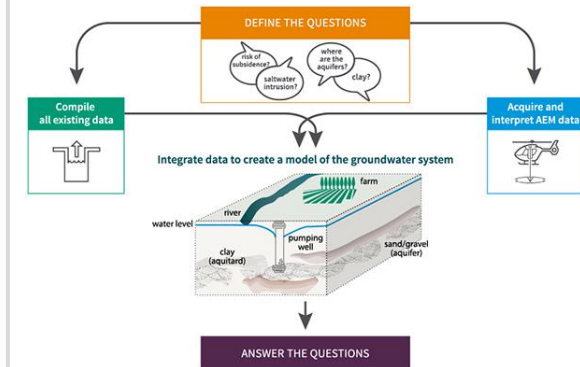 DEFINE THE QUESTIONS
risk of
subsidence?
saltwater
intrusion?
where
are the
aquifers?
clay?
Compile
all existing data
Acquire and
interpret AEM data
Integrate data to create a model of the groundwater system
farm
river
water level
pumping
well
clay
(aquitard)
sand/gravel
(aquifer)
ANSWER THE QUESTIONS